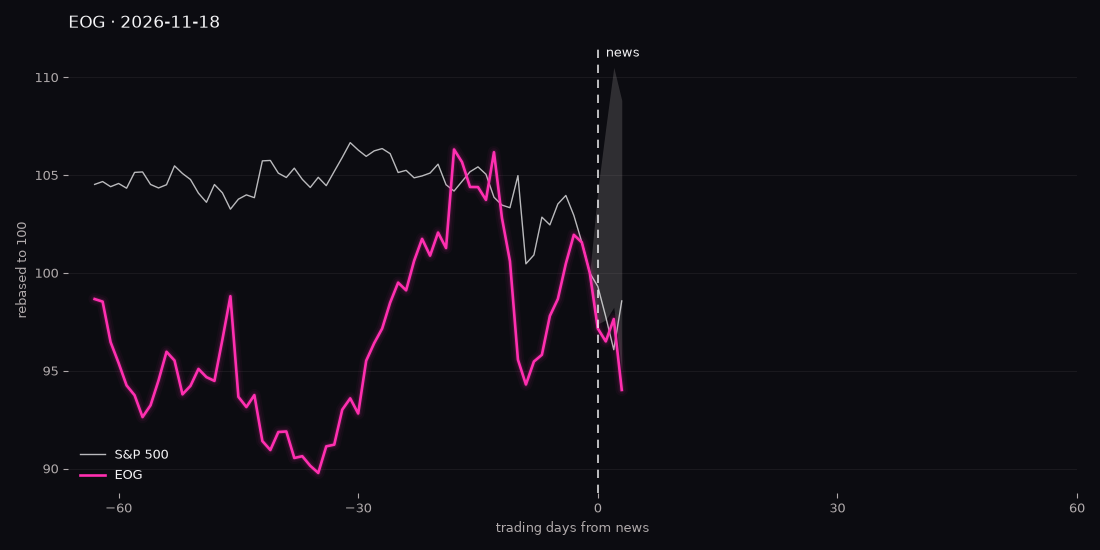 EOG · 2026-11-18
news
110
105
100
95
90
rebased to 100
S&P 500
EOG
−60
−30
0
30
60
trading days from news